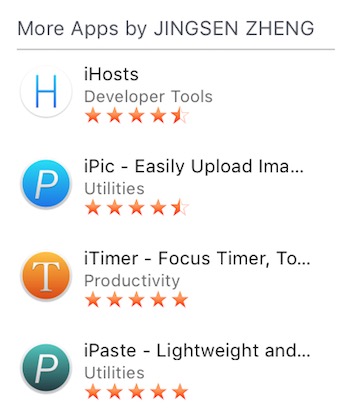 More Apps by JINGSEN ZHENG
H
iHosts
Developer Tools
P
iPic - Easily Upload Ima...
Utilities
T
iTimer - Focus Timer, To...
Productivity
P
iPaste - Lightweight and...
Utilities